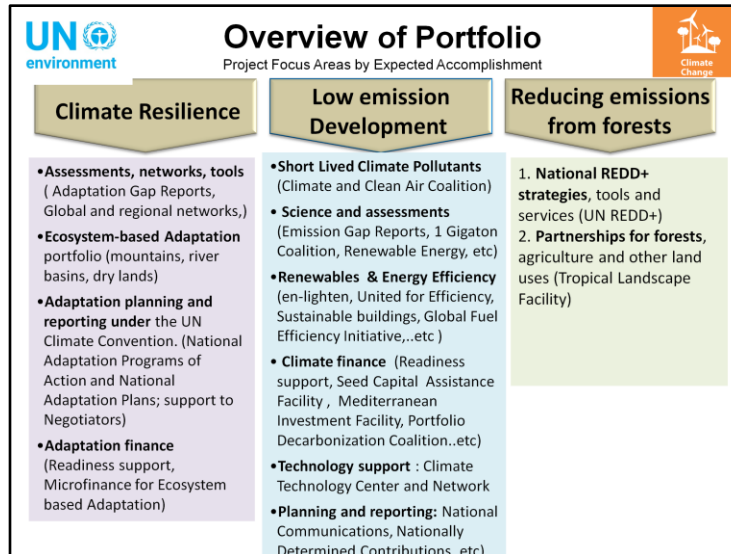 UN
environment
Overview of Portfolio
Project Focus Areas by Expected Accomplishment
Climate
Change
Climate Resilience
•Assessments, networks, tools
( Adaptation Gap Reports,
Global and regional networks,)
•Ecosystem-based Adaptation
portfolio (mountains, river
basins, dry lands)
•Adaptation planning and
reporting under the UN
Climate Convention. (National
Adaptation Programs of
Action and National
Adaptation Plans; support to
Negotiators)
•Adaptation finance
(Readiness support,
Microfinance for Ecosystem
based Adaptation)
Low emission
Development
•Short Lived Climate Pollutants
(Climate and Clean Air Coalition)
• Science and assessments
(Emission Gap Reports, 1 Gigaton
Coalition, Renewable Energy, etc)
•Renewables & Energy Efficiency
(en-lighten, United for Efficiency,
Sustainable buildings, Global Fuel
Efficiency Initiative,..etc )
• Climate finance (Readiness
support, Seed Capital Assistance
Facility , Mediterranean
Investment Facility, Portfolio
Decarbonization Coalition..etc)
•Technology support : Climate
Technology Center and Network
•Planning and reporting: National
Communications, Nationally
Determined Contributions, etc)
Reducing emissions
from forests
1. National REDD+
strategies, tools and
services (UN REDD+)
2. Partnerships for forests,
agriculture and other land
uses (Tropical Landscape
Facility)